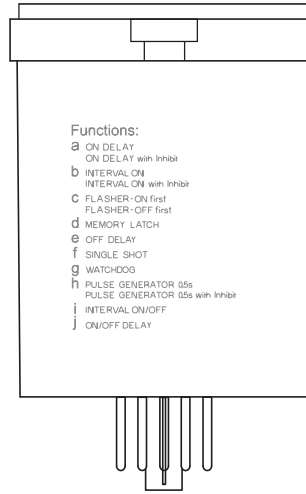 Functions:
a ON DELAY
ON DELAY with Inhibit
b INTERVAL ON
INTERVAL ON with Inhibit
c FLASHER-ON first
FLASHER-OFF first
d MEMORY LATCH
e OFF DELAY
f SINGLE SHOT
g WATCHDOG
h PULSE GENERATOR 0.5s
PULSE GENERATOR 0.5s with Inhibit
i INTERVAL ON/OFF
j ON/OFF DELAY